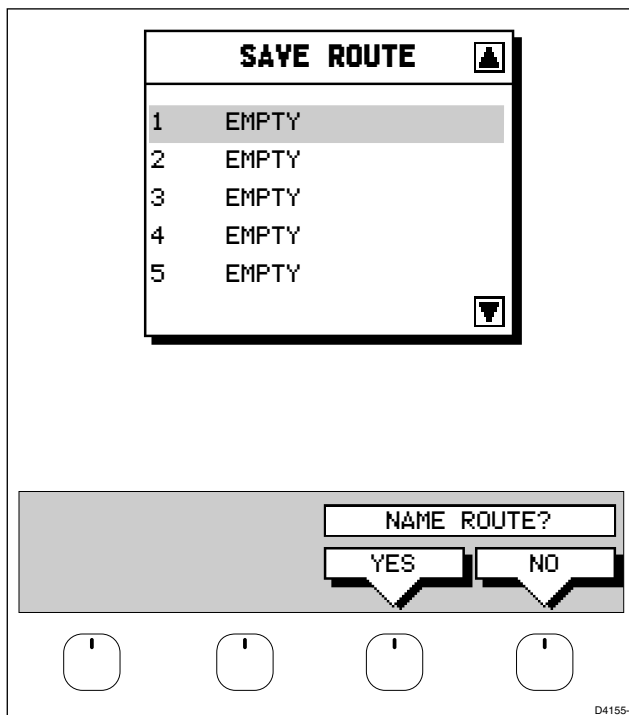 SAVE ROUTE
1 EMPTY
2 EMPTY
3 EMPTY
4 EMPTY
5 EMPTY
NAME ROUTE?
YES NO
D4155-